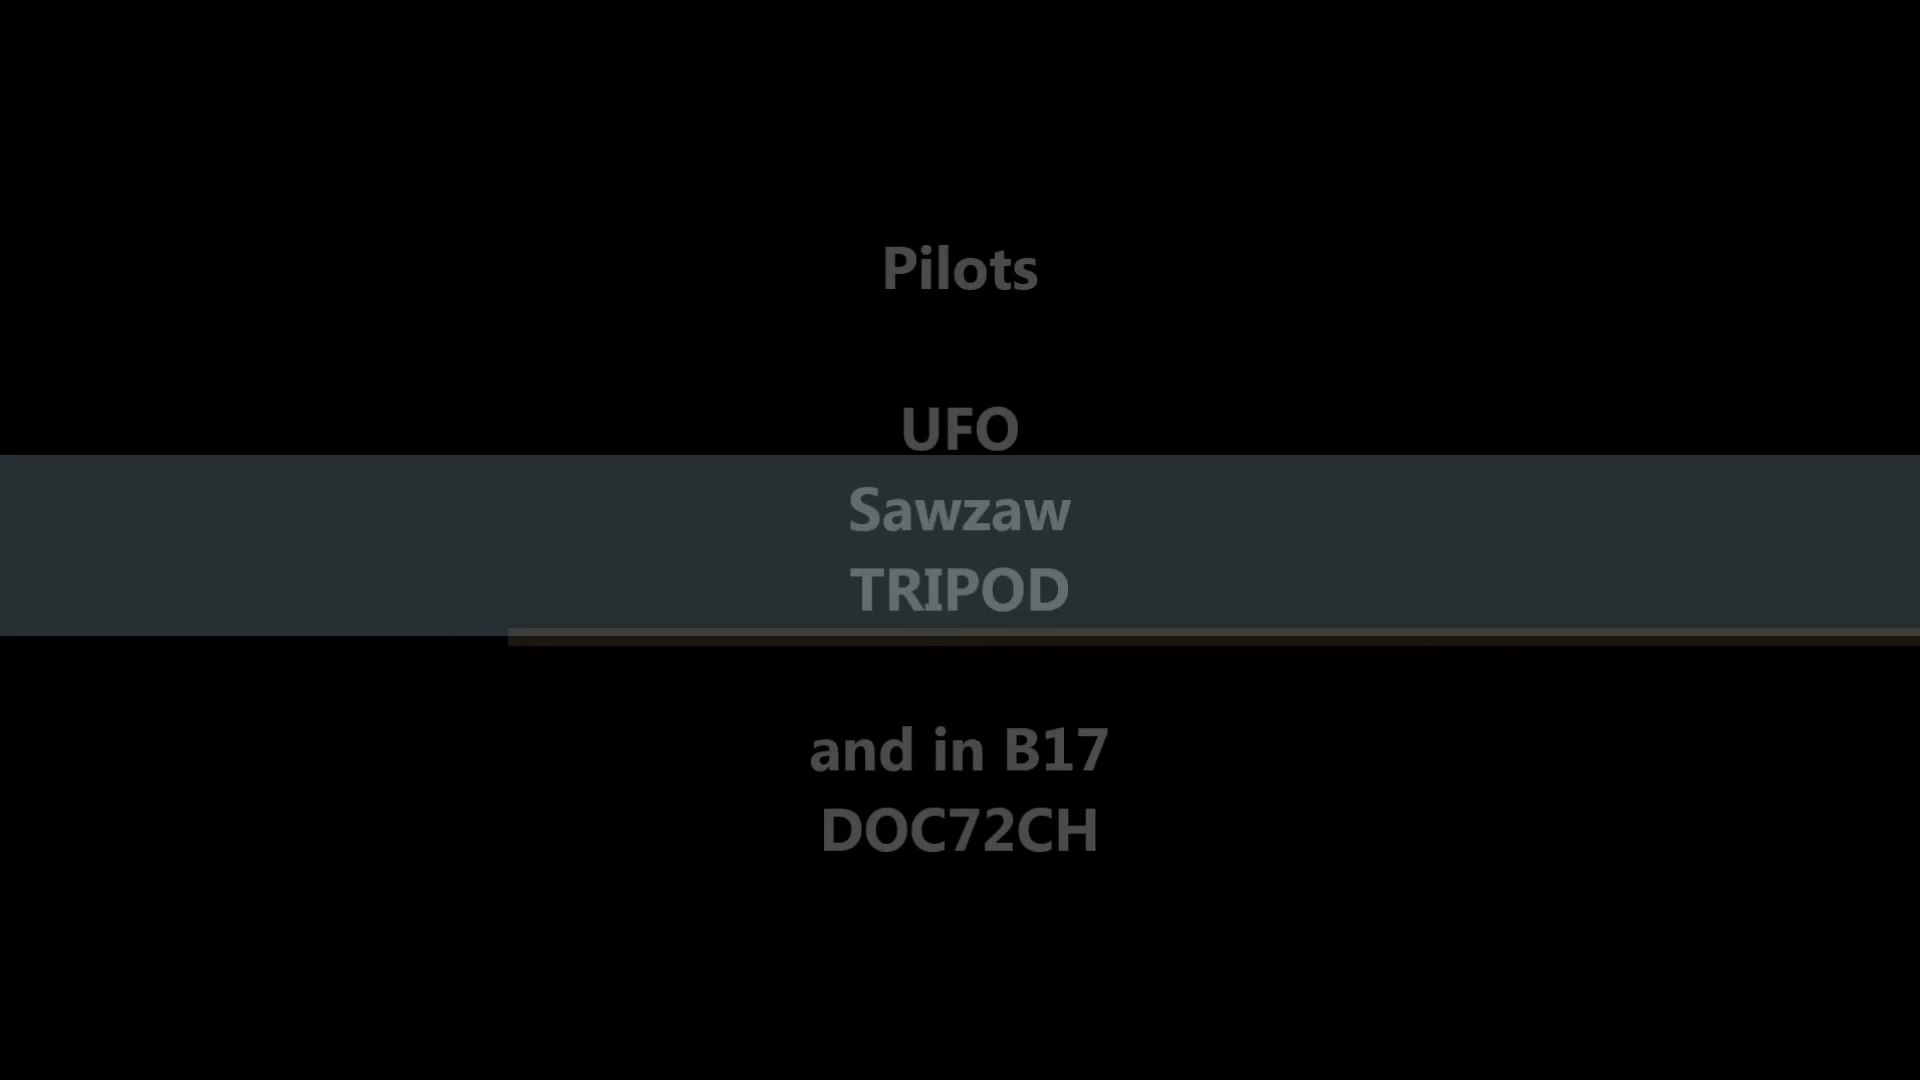 Pilots
UFO
Sawzaw
TRIPOD
and in B17
DOC72CH